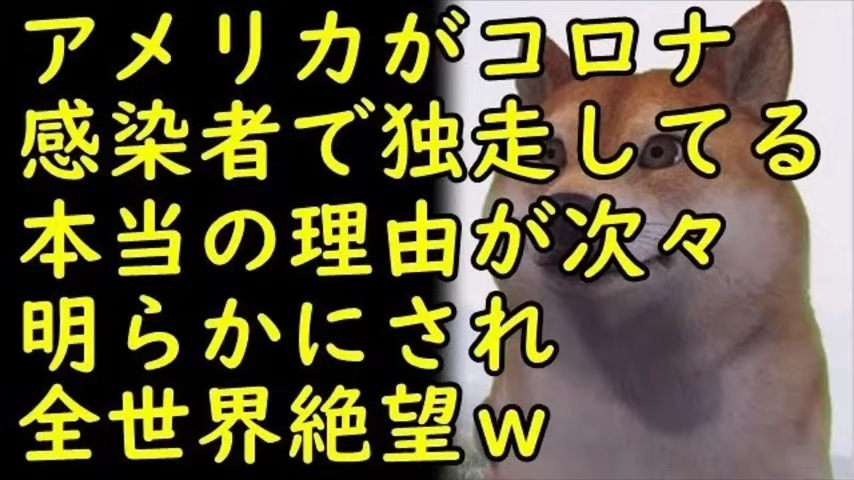 アメリカがコロナ
感染者で独走してる
本当の理由が次々
明らかにされ
全世界絶望ｗ